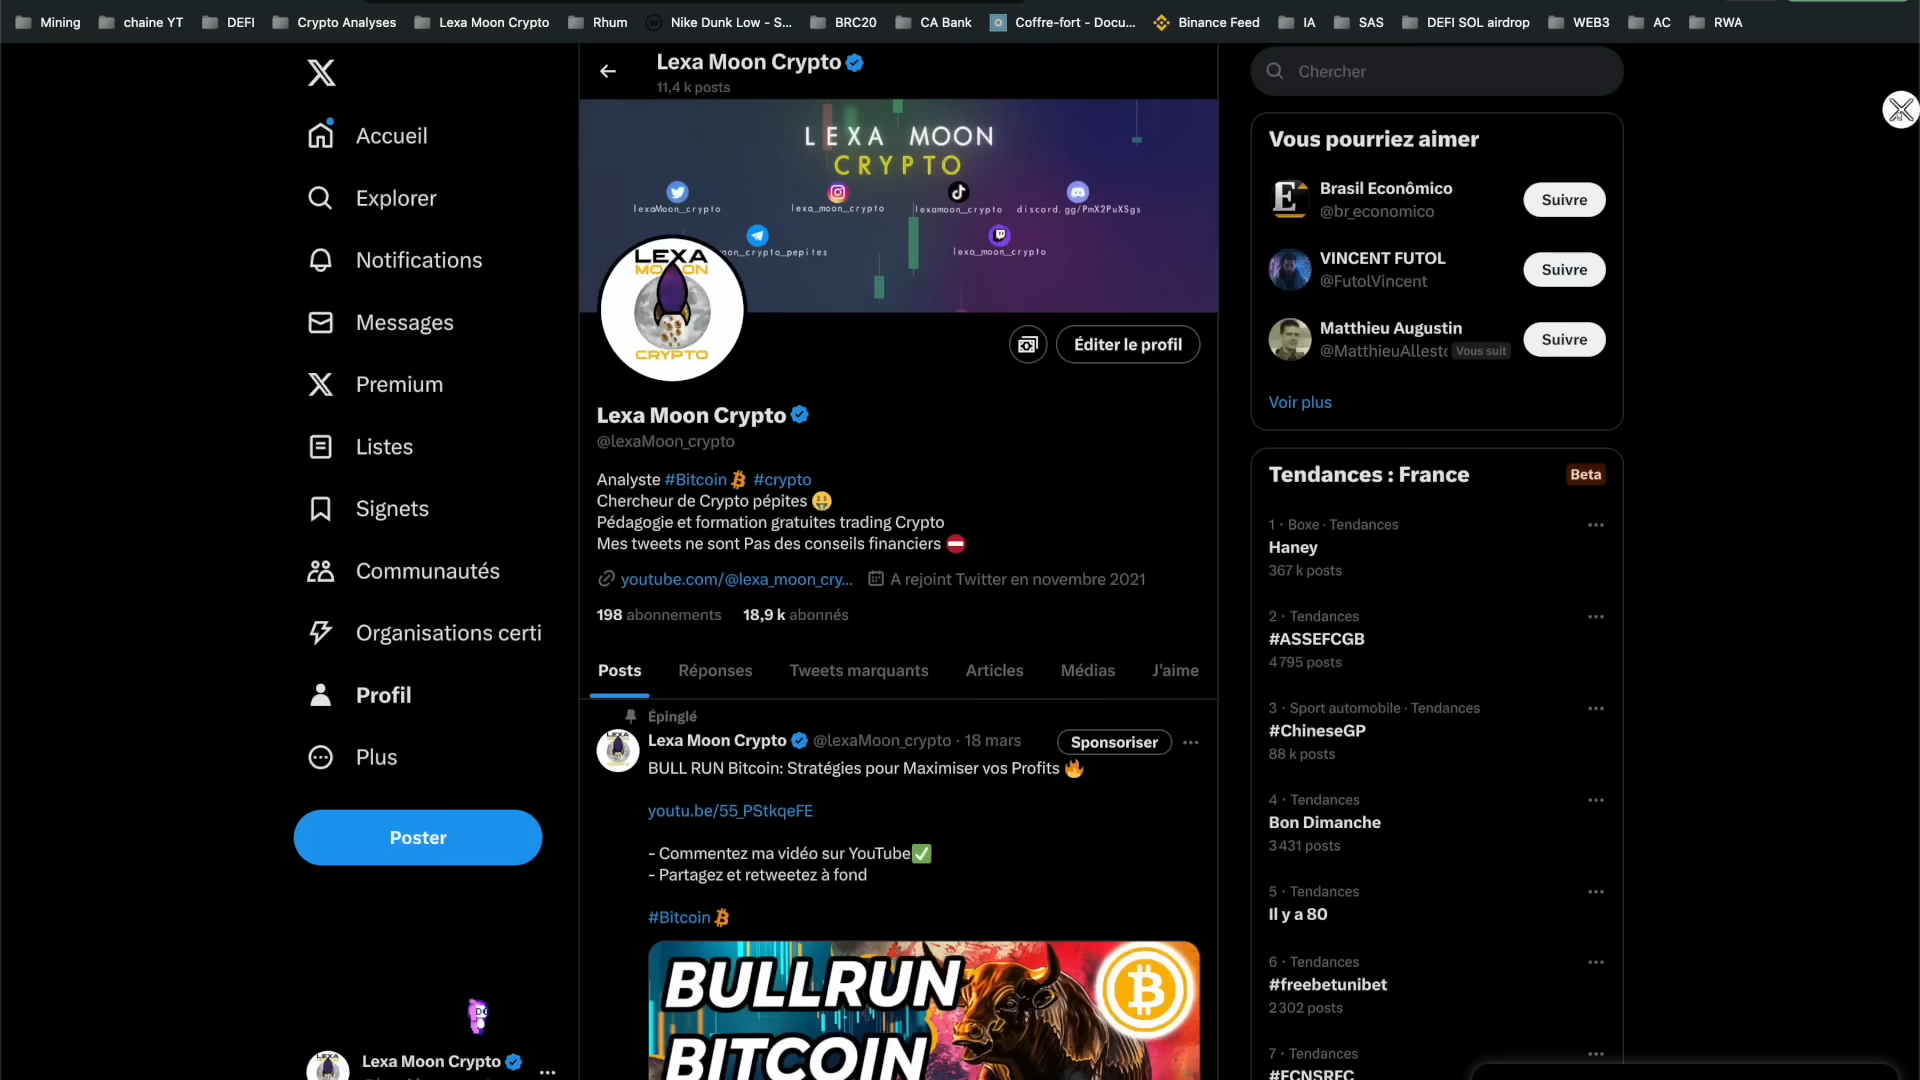 Mining
chaine YT
DEFI
Crypto Analyses
Lexa Moon Crypto
Rhum
Nike Dunk Low - S...
BRC20
CA Bank
Coffre-fort - Docu...
Binance Feed
IA
SAS
DEFI SOL airdrop
WEB3
AC
RWA
Accueil
Explorer
Notifications
Messages
Premium
Listes
Signets
Communautés
Organisations certi
Profil
Plus
Poster
Lexa Moon Crypto
Lexa Moon Crypto
11,4 k posts
LEXA MOON
CRYPTO
lexaMoon_crypto
lexa_moon_crypto
lexamoon_crypto
discord.gg/PmX2PuXSgs
oon_crypto_pepites
lexa_moon_crypto
LEXA
MOON
CRYPTO
Éditer le profil
Lexa Moon Crypto
@lexaMoon_crypto
Analyste #Bitcoin #crypto
Chercheur de Crypto pépites 🤑
Pédagogie et formation gratuites trading Crypto
Mes tweets ne sont Pas des conseils financiers ⛔
youtube.com/@lexa_moon_cry...
A rejoint Twitter en novembre 2021
198 abonnements 18,9 k abonnés
Posts
Réponses
Tweets marquants
Articles
Médias
J'aime
Épinglé
Lexa Moon Crypto @lexaMoon_crypto · 18 mars
Sponsoriser
BULL RUN Bitcoin: Stratégies pour Maximiser vos Profits 🔥
youtu.be/55_PStkqeFE
- Commentez ma vidéo sur YouTube✅
- Partagez et retweetez à fond
#Bitcoin
BULLRUN
BITCOIN
Chercher
Vous pourriez aimer
Brasil Econômico
@br_economico
Suivre
VINCENT FUTOL
@FutolVincent
Suivre
Matthieu Augustin
@MatthieuAllesto Vous suit
Suivre
Voir plus
Tendances : France
Beta
1 · Boxe · Tendances
Haney
367 k posts
2 · Tendances
#ASSEFCGB
4 795 posts
3 · Sport automobile · Tendances
#ChineseGP
88 k posts
4 · Tendances
Bon Dimanche
3 431 posts
5 · Tendances
Il y a 80
6 · Tendances
#freebetunibet
2 302 posts
7 · Tendances
#FCNSRFC